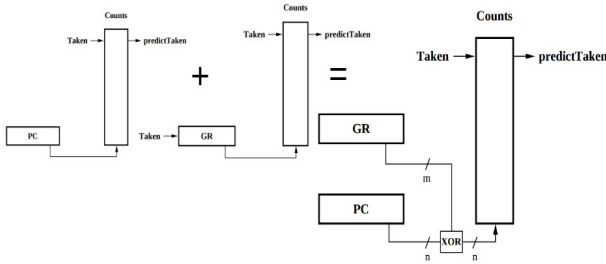 Counts
Taken predictTaken
PC
+
Counts
Taken predictTaken
Taken GR
=
Counts
Taken predictTaken
GR
m
PC
n XOR n